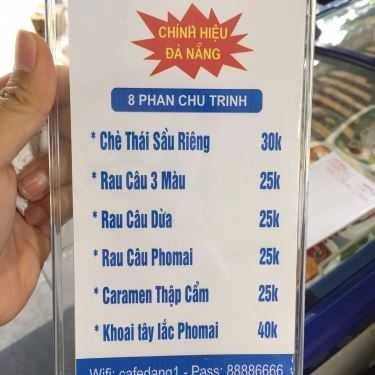 CHÍNH HIỆU
ĐÀ NẴNG
8 PHAN CHU TRINH
* Chè Thái Sầu Riêng 30k
* Rau Câu 3 Màu 25k
* Rau Câu Dừa 25k
* Rau Câu Phomai 25k
* Caramen Thập Cẩm 25k
* Khoai tây lắc Phomai 40k
Wifi: cafedang1 - Pass: 88886666